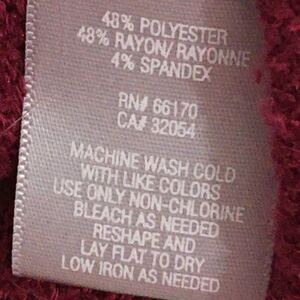 48% POLYESTER
48% RAYON/RAYONNE
4% SPANDEX
RN# 66170
CA# 32054
MACHINE WASH COLD
WITH LIKE COLORS
USE ONLY NON-CHLORINE
BLEACH AS NEEDED
RESHAPE AND
LAY FLAT TO DRY
LOW IRON AS NEEDED